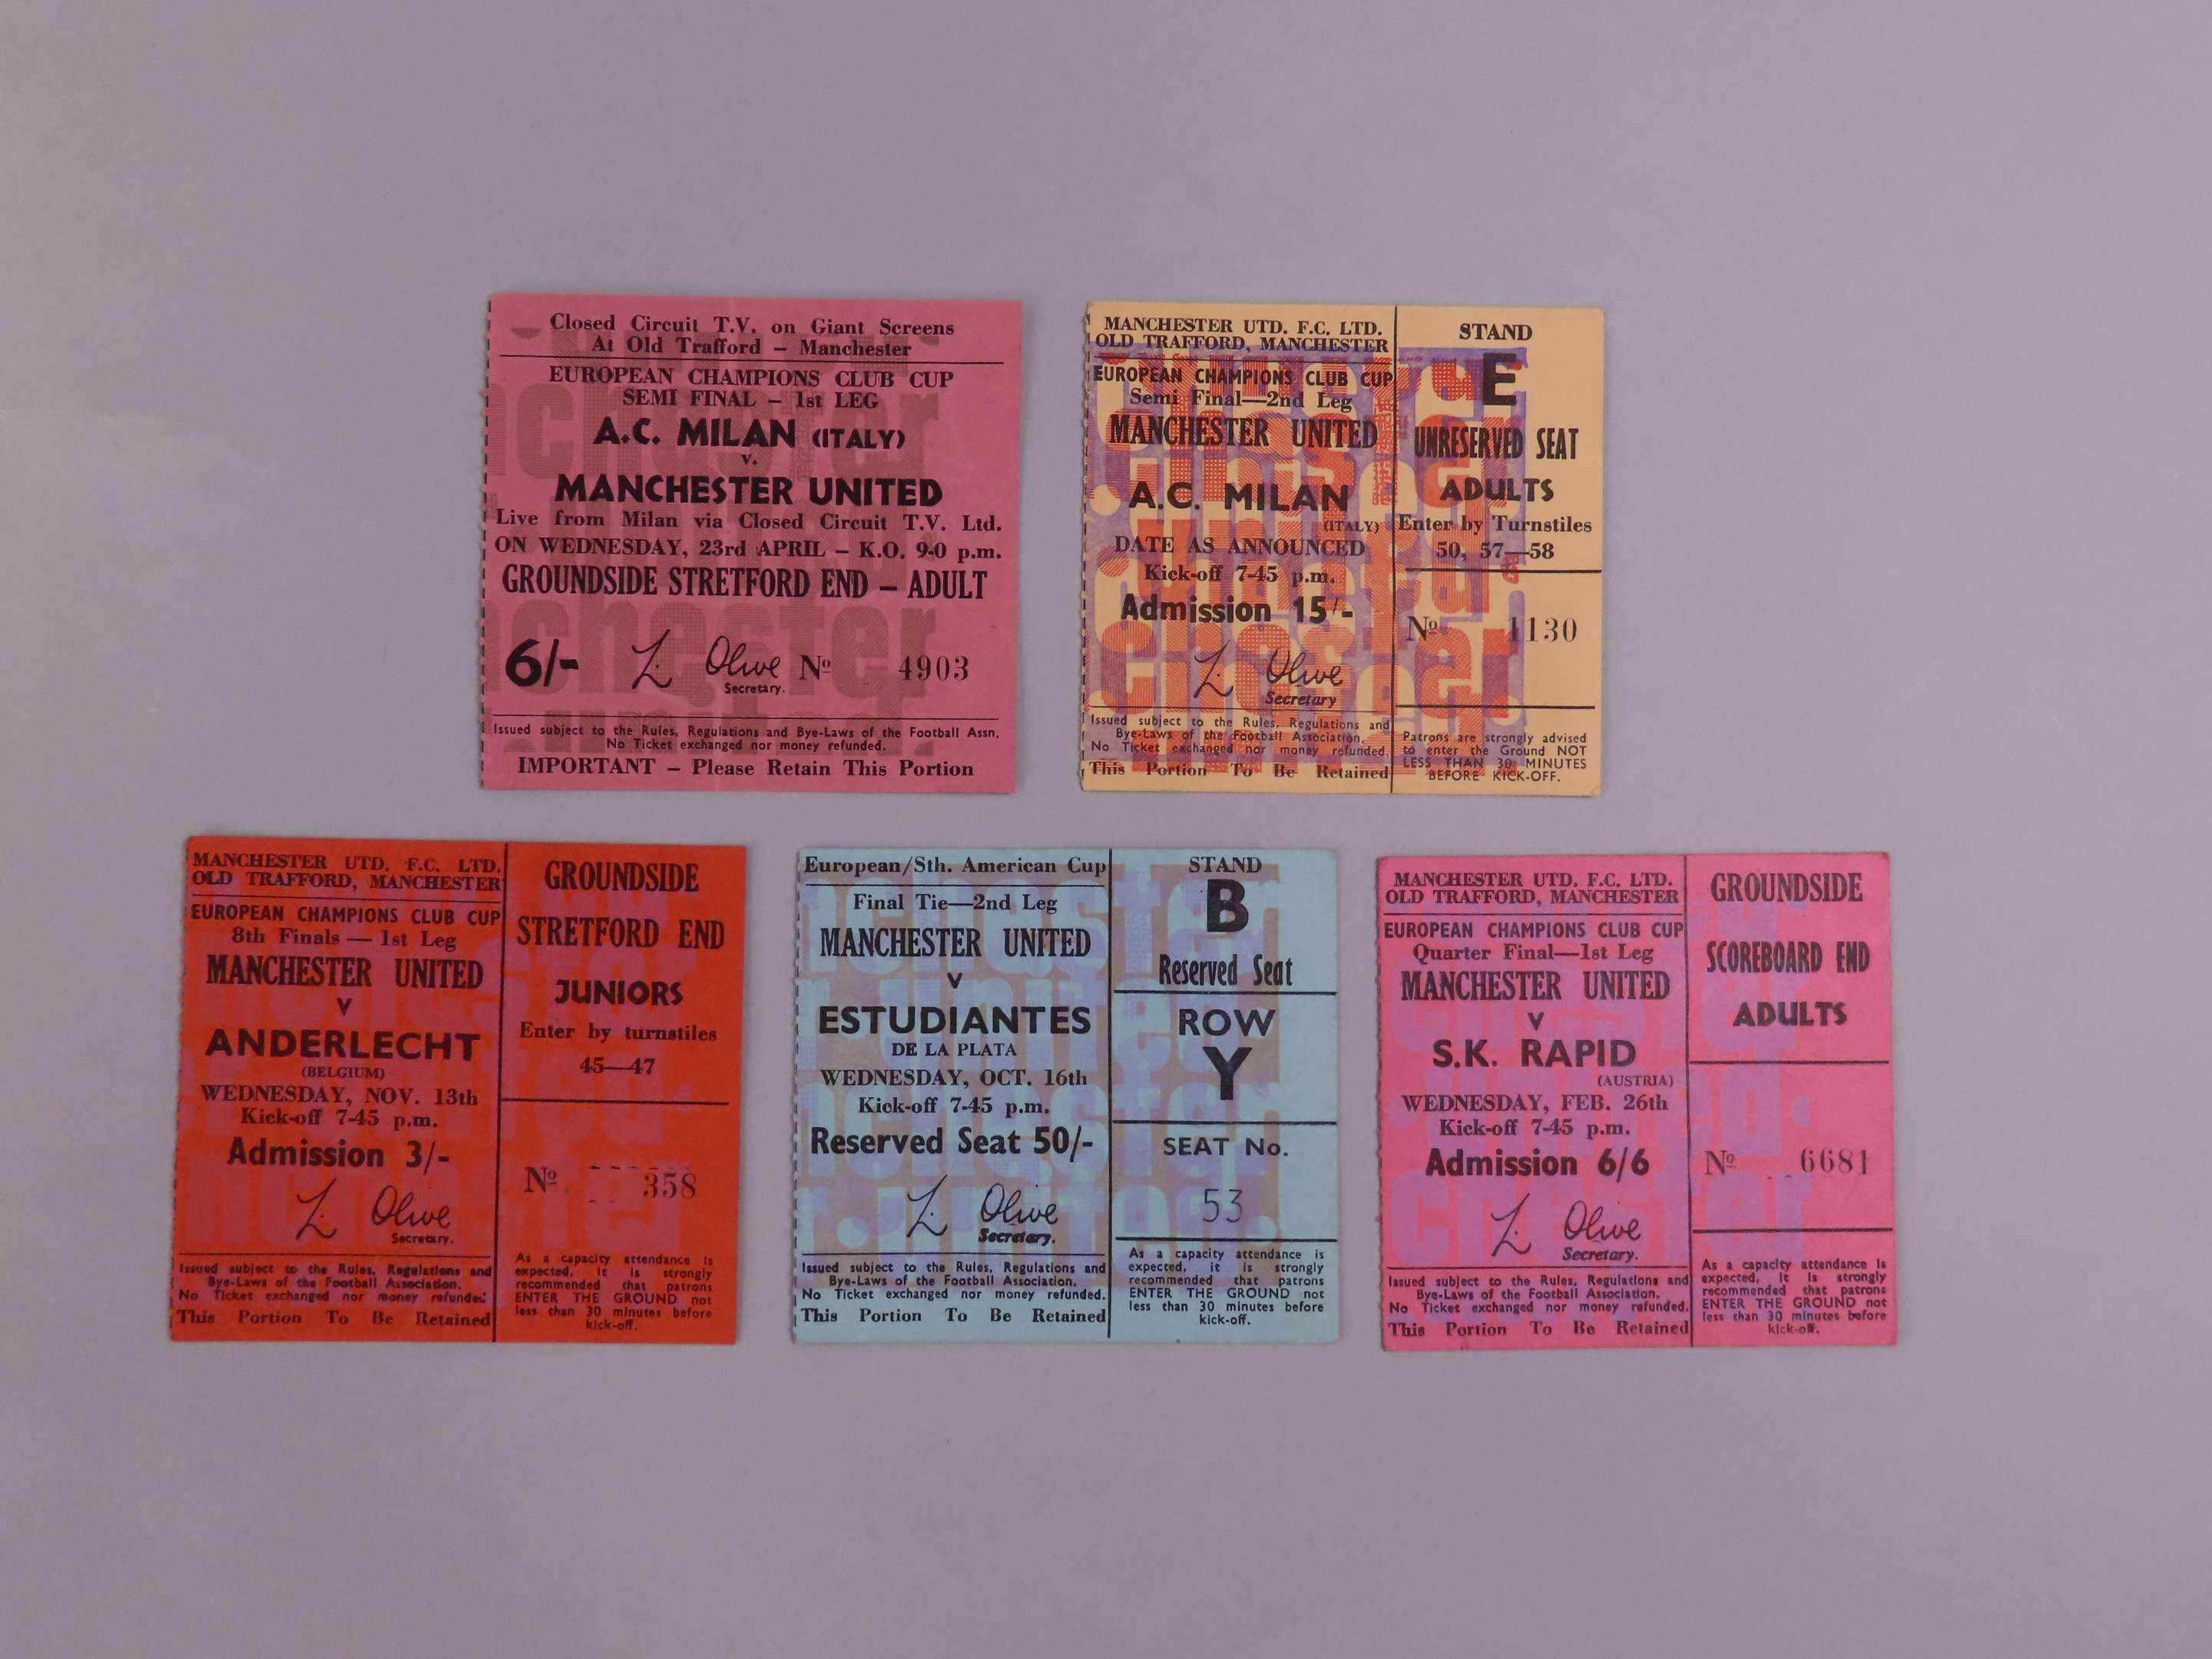 Closed Circuit T.V. on Giant Screens
At Old Trafford – Manchester
EUROPEAN CHAMPIONS CLUB CUP
SEMI FINAL – 1st LEG
A.C. MILAN (ITALY)
v.
MANCHESTER UNITED
Live from Milan via Closed Circuit T.V. Ltd.
ON WEDNESDAY, 23rd APRIL – K.O. 9-0 p.m.
GROUNDSIDE STRETFORD END – ADULT
6/- L. Olive Nº 4903
Secretary.
Issued subject to the Rules, Regulations and Bye-Laws of the Football Assn.
No Ticket exchanged nor money refunded.
IMPORTANT – Please Retain This Portion
MANCHESTER UTD. F.C. LTD.
OLD TRAFFORD, MANCHESTER
EUROPEAN CHAMPIONS CLUB CUP
Semi Final—2nd Leg
MANCHESTER UNITED
A.C. MILAN
(ITALY)
DATE AS ANNOUNCED
Kick-off 7-45 p.m.
Admission 15/-
L. Olive
Secretary
Issued subject to the Rules, Regulations and
Bye-Laws of the Football Association.
No Ticket exchanged nor money refunded.
This Portion To Be Retained
STAND
E
UNRESERVED SEAT
ADULTS
Enter by Turnstiles
50, 57—58
Nº 1130
Patrons are strongly advised
to enter the Ground NOT
LESS THAN 30 MINUTES
BEFORE KICK-OFF.
MANCHESTER UTD. F.C. LTD.
OLD TRAFFORD, MANCHESTER
EUROPEAN CHAMPIONS CLUB CUP
8th Finals — 1st Leg
MANCHESTER UNITED
V
ANDERLECHT
(BELGIUM)
WEDNESDAY, NOV. 13th
Kick-off 7-45 p.m.
Admission 3/-
L. Olive
Secretary.
Issued subject to the Rules, Regulations and
Bye-Laws of the Football Association.
No Ticket exchanged nor money refunded
This Portion To Be Retained
GROUNDSIDE
STRETFORD END
JUNIORS
Enter by turnstiles
45—47
Nº 358
As a capacity attendance is
expected, it is strongly
recommended that patrons
ENTER THE GROUND not
less than 30 minutes before
kick-off.
European/Sth. American Cup
Final Tie—2nd Leg
MANCHESTER UNITED
V
ESTUDIANTES
DE LA PLATA
WEDNESDAY, OCT. 16th
Kick-off 7-45 p.m.
Reserved Seat 50/-
L. Olive
Secretary.
Issued subject to the Rules, Regulations and
Bye-Laws of the Football Association.
No Ticket exchanged nor money refunded.
This Portion To Be Retained
STAND
B
Reserved Seat
ROW
Y
SEAT No.
53
As a capacity attendance is
expected, it is strongly
recommended that patrons
ENTER THE GROUND not
less than 30 minutes before
kick-off.
MANCHESTER UTD. F.C. LTD.
OLD TRAFFORD, MANCHESTER
EUROPEAN CHAMPIONS CLUB CUP
Quarter Final—1st Leg
MANCHESTER UNITED
V
S.K. RAPID
(AUSTRIA)
WEDNESDAY, FEB. 26th
Kick-off 7-45 p.m.
Admission 6/6
L. Olive
Secretary.
Issued subject to the Rules, Regulations and
Bye-Laws of the Football Association.
No Ticket exchanged nor money refunded.
This Portion To Be Retained
GROUNDSIDE
SCOREBOARD END
ADULTS
Nº 6681
As a capacity attendance is
expected, it is strongly
recommended that patrons
ENTER THE GROUND not
less than 30 minutes before
kick-off.